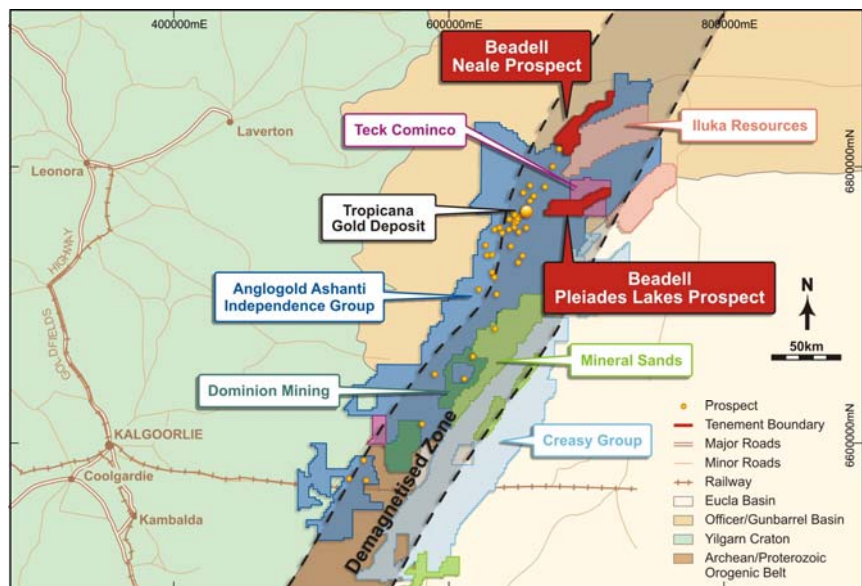 400000mE
600000mE
800000mE
Beadell
Neale Prospect
Teck Cominco
Iluka Resources
Laverton
Leonora
6800000mN
Tropicana
Gold Deposit
HIGHWAY
GOLDFIELDS
Anglogold Ashanti
Independence Group
Beadell
Pleiades Lakes Prospect
N
50km
Mineral Sands
Dominion Mining
Creasy Group
Demagnetised Zone
KALGOORLIE
Coolgardie
Kambalda
6600000mN
Prospect
Tenement Boundary
Major Roads
Minor Roads
Railway
Eucla Basin
Officer/Gunbarrel Basin
Yilgarn Craton
Archean/Proterozoic
Orogenic Belt